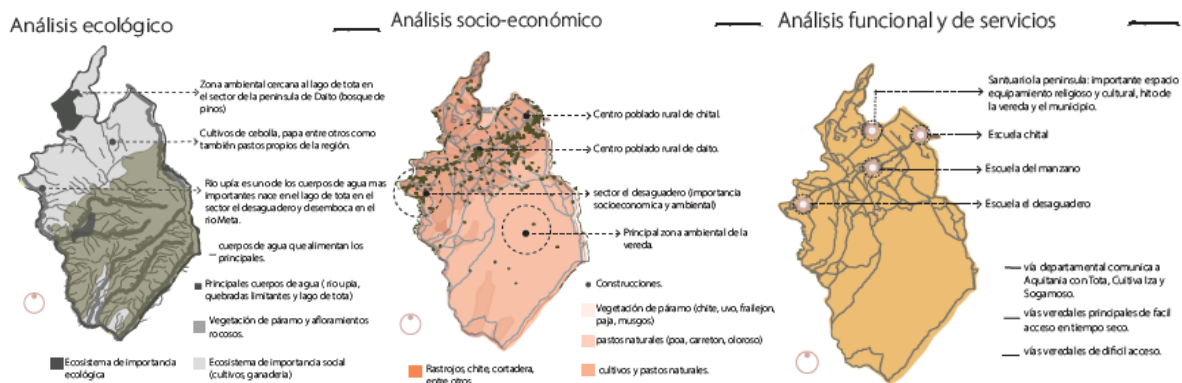 Análisis ecológico
Zona ambiental cercana al lago de tota en
el sector de la península de Daito (bosque de
pinos)
Cultivos de cebolla, papa entre otros como
también pastos propios de la región.
Río upía: es uno de los cuerpos de agua mas
importantes nace en el lago de tota en el
sector el desaguadero y desemboca en el
río Meta.
cuerpos de agua que alimentan los
principales.
Principales cuerpos de agua ( rio upia,
quebradas limitantes y lago de tota)
Vegetación de páramo y afloramientos
rocosos.
Ecosistema de importancia
ecológica
Ecosistema de importancia social
(cultivos, ganadería)
Análisis socio-económico
Centro poblado rural de chital.
Centro poblado rural de daito.
sector el desaguadero (importancia
socioeconomica y ambiental)
Principal zona ambiental de la
vereda.
Construcciones.
Vegetación de páramo (chite, uvo, frailejon,
paja, musgos)
pastos naturales (poa, carreton, oloroso)
Rastrojos, chite, cortadera,
entre otros
cultivos y pastos naturales.
Análisis funcional y de servicios
Santuario la peninsula: importante espacio
equipamiento religioso y cultural, hito de
la vereda y el municipio.
Escuela chital
Escuela del manzano
Escuela el desaguadero
vía departamental comunica a
Aquitania con Tota, Cuitiva Iza y
Sogamoso.
vías veredales principales de facil
acceso en tiempo seco.
vías veredales de dificil acceso.